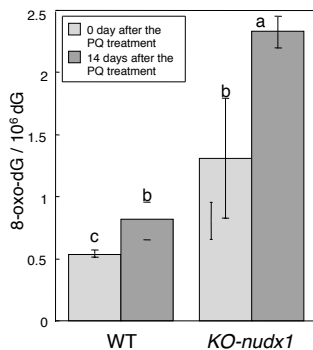 2.5
2
1.5
1
0.5
0
8-oxo-dG / 10⁶ dG
0 day after the
PQ treatment
14 days after the
PQ treatment
c
b
b
a
WT
KO-nudx1